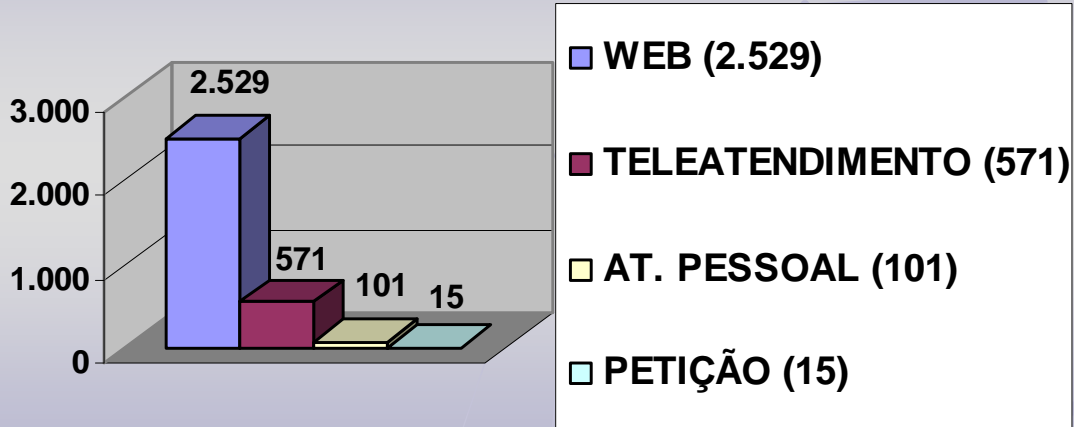 3.000
2.000
1.000
0
2.529
571
101
15
WEB (2.529)
TELEATENDIMENTO (571)
AT. PESSOAL (101)
PETIÇÃO (15)